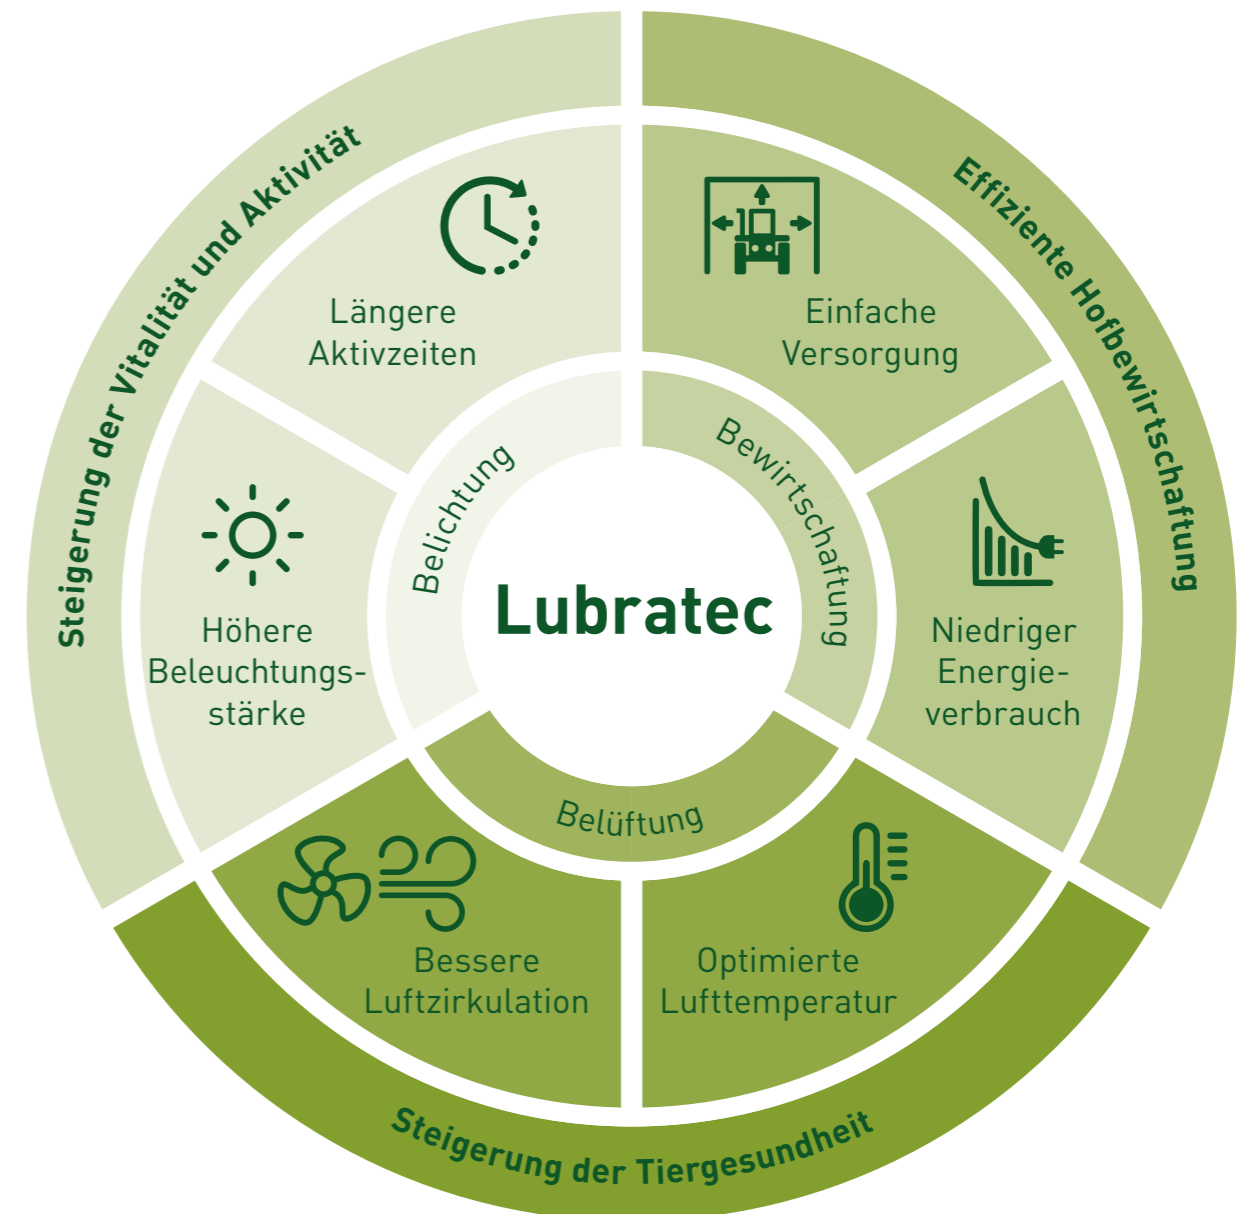 Steigerung der Vitalität und Aktivität
Effiziente Hofbewirtschaftung
Längere
Aktivzeiten
Einfache
Versorgung
Belichtung
Bewirtschaftung
Lubratec
Höhere
Beleuchtungs-
stärke
Niedriger
Energie-
verbrauch
Belüftung
Bessere
Luftzirkulation
Optimierte
Lufttemperatur
Steigerung der Tiergesundheit